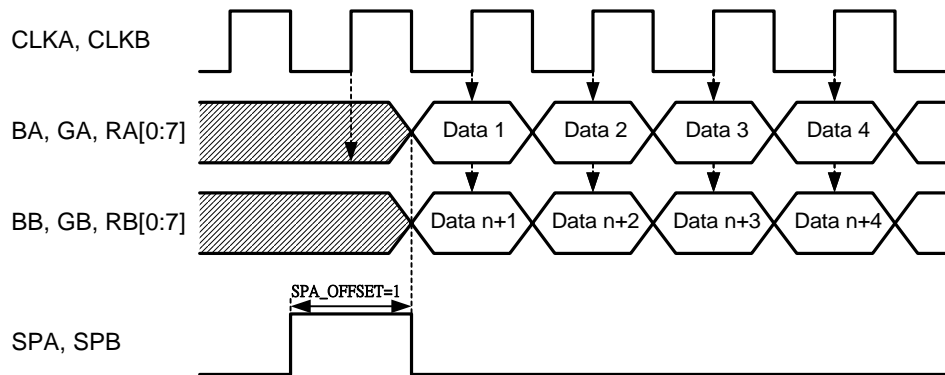 CLKA, CLKB
BA, GA, RA[0:7] Data 1 Data 2 Data 3 Data 4
BB, GB, RB[0:7] Data n+1 Data n+2 Data n+3 Data n+4
SPA_OFFSET=1
SPA, SPB